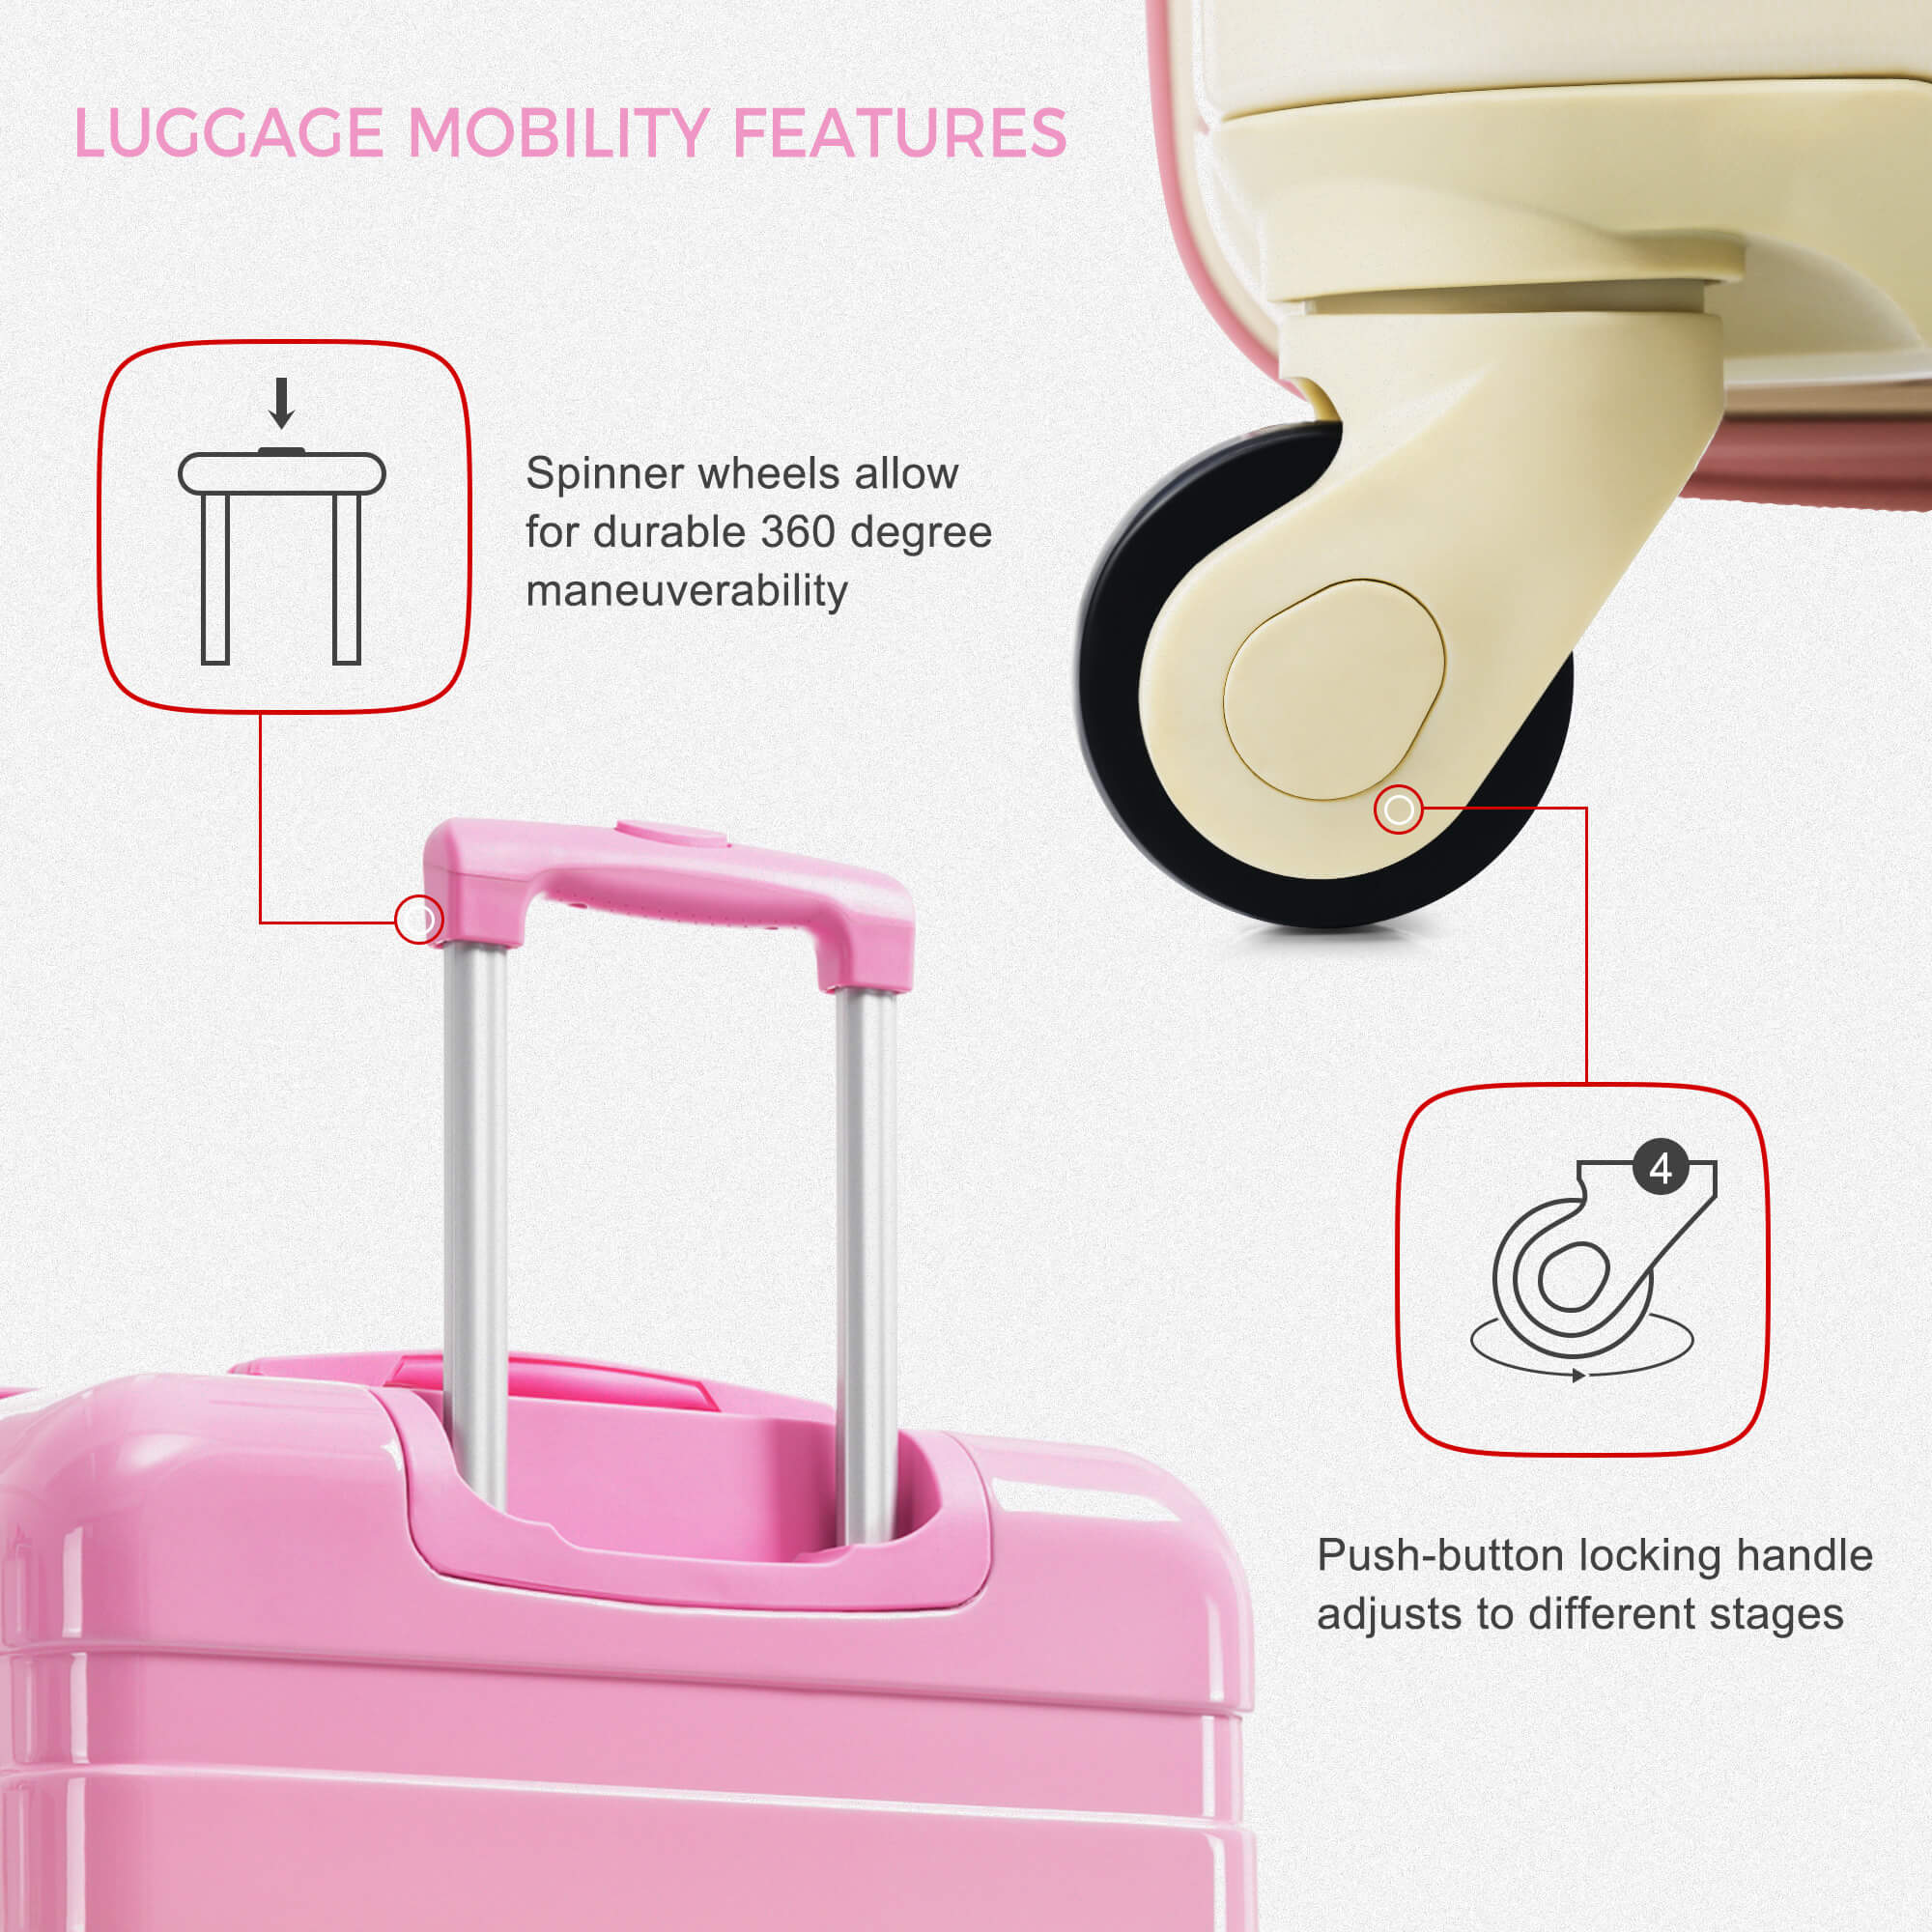 LUGGAGE MOBILITY FEATURES
Spinner wheels allow
for durable 360 degree
maneuverability
4
Push-button locking handle
adjusts to different stages